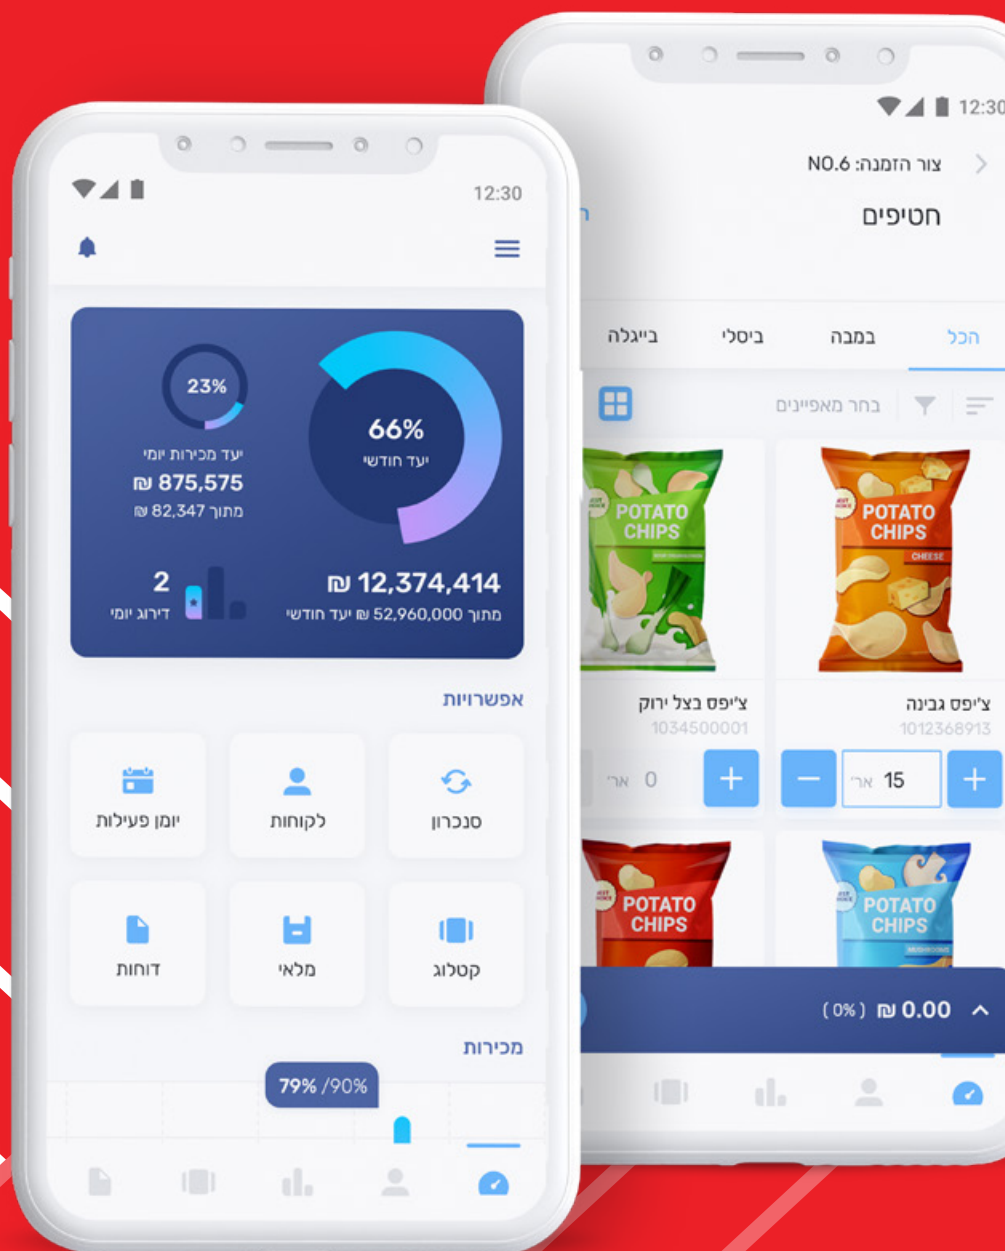 12:30
23%
יעד מכירות יומי
875,575 ₪
מתוך 82,347 ₪
66%
יעד חודשי
12,374,414 ₪
מתוך 52,960,000 ₪ יעד חודשי
2
דירוג יומי
אפשרויות
סנכרון
לקוחות
יומן פעילות
קטלוג
מלאי
דוחות
מכירות
79% /90%
12:30
צור הזמנה: NO.6
חטיפים
הכל
במבה
ביסלי
בייגלה
בחר מאפיינים
POTATO
CHIPS
CHEESE
צ'יפס גבינה
1012368913
15 אר'
POTATO
CHIPS
צ'יפס בצל ירוק
1034500001
0 אר'
POTATO
CHIPS
MUSHROOMS
POTATO
CHIPS
0.00 ₪ (0%)